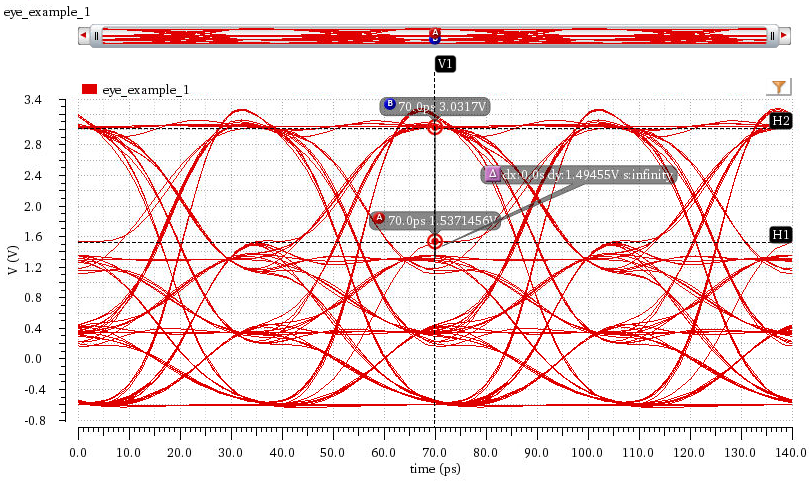 eye_example_1
A
B
V1
eye_example_1
3.4
B 70.0ps 3.0317V
H2
2.8
2.4
Δ dx:0.0s dy:1.49455V s:infinity
2.0
A 70.0ps 1.5371456V
1.6
H1
1.2
0.8
0.4
0.0
-0.4
-0.8
V (V)
0.0 10.0 20.0 30.0 40.0 50.0 60.0 70.0 80.0 90.0 100.0 110.0 120.0 130.0 140.0
time (ps)